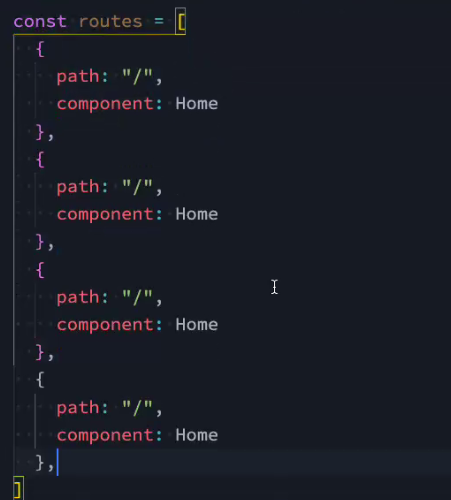 const routes = [
  {
    path: "/",
    component: Home
  },
  {
    path: "/",
    component: Home
  },
  {
    path: "/",
    component: Home
  },
  {
    path: "/",
    component: Home
  },
]